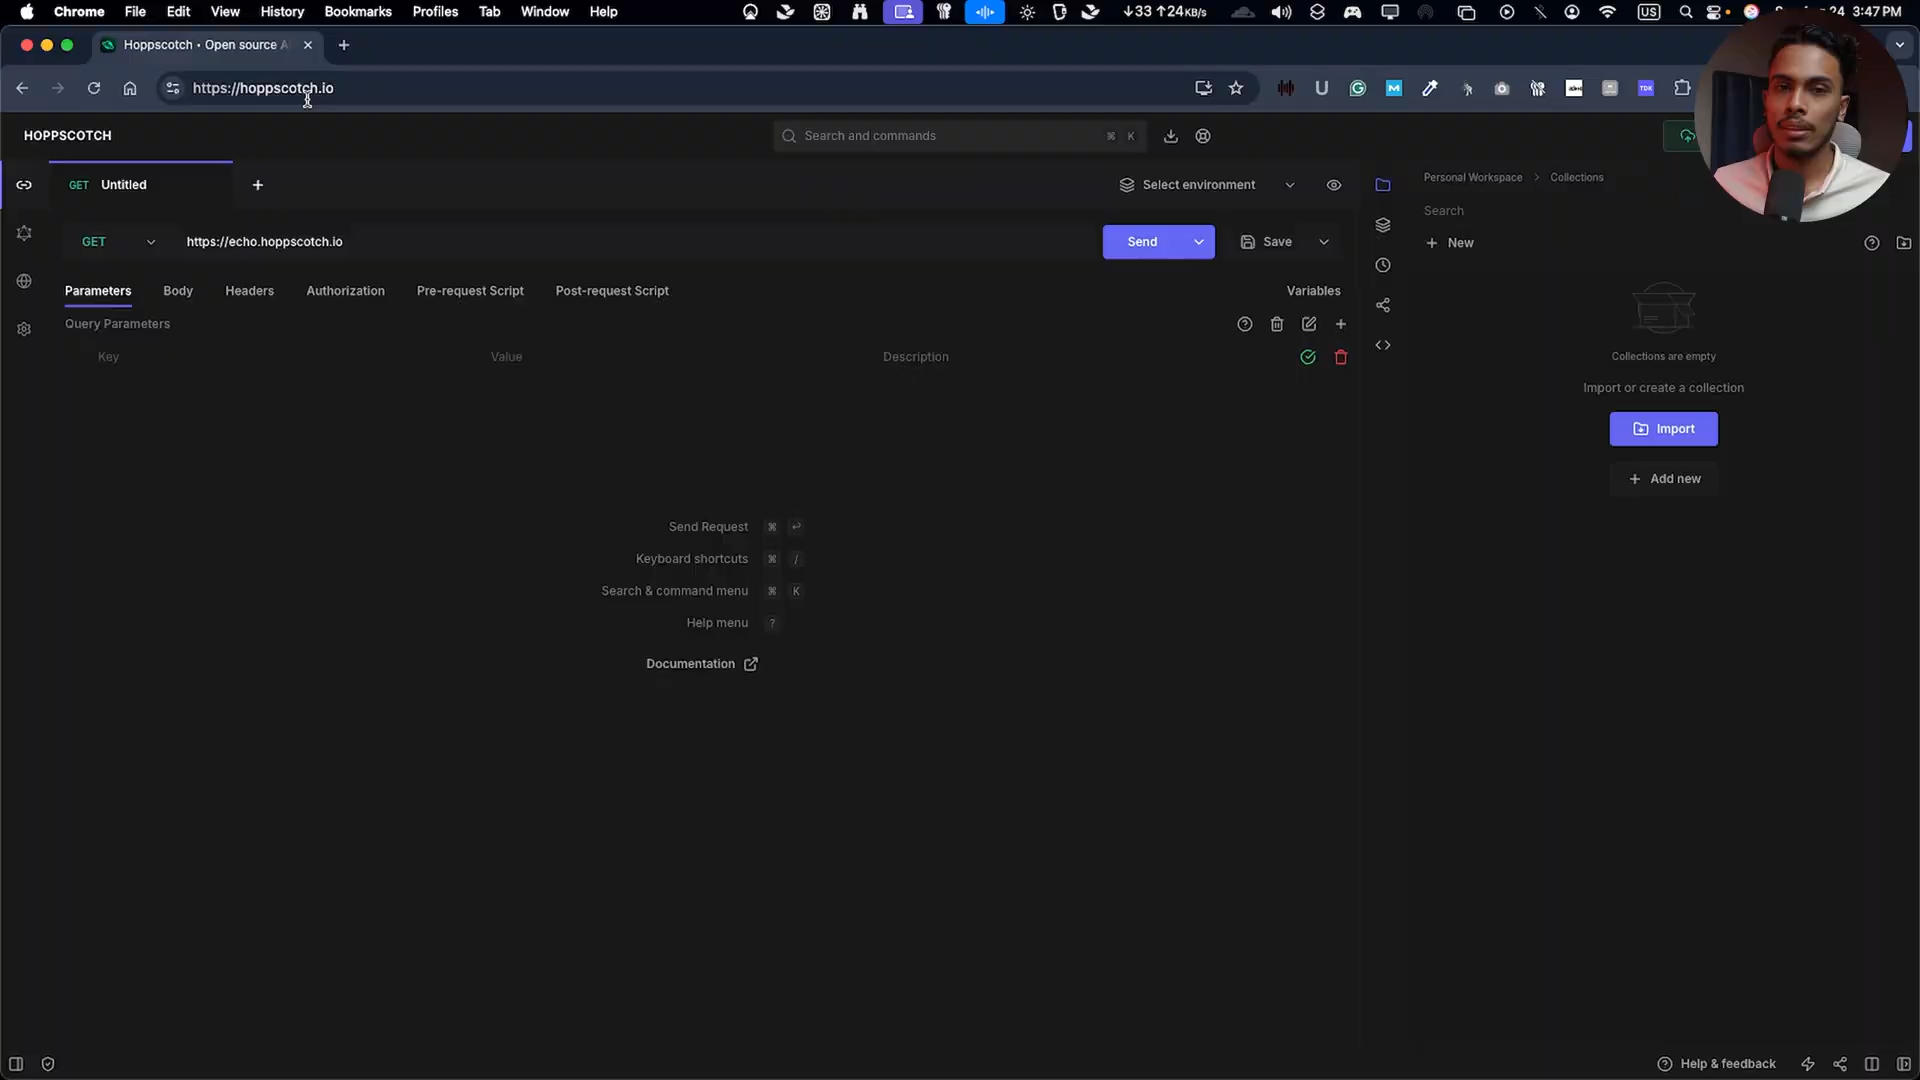 Chrome File Edit View History Bookmarks Profiles Tab Window Help ↓33 ↑24KB/s US 24 3:47 PM
Hoppscotch • Open source A
https://hoppscotch.io
HOPPSCOTCH
Search and commands ⌘ K
GET Untitled
Select environment
Personal Workspace > Collections
Search
GET https://echo.hoppscotch.io Send Save
New
Parameters Body Headers Authorization Pre-request Script Post-request Script Variables
Query Parameters
Key Value Description
Collections are empty
Import or create a collection
Import
Add new
Send Request ⌘ ↩
Keyboard shortcuts ⌘ /
Search & command menu ⌘ K
Help menu ?
Documentation
Help & feedback